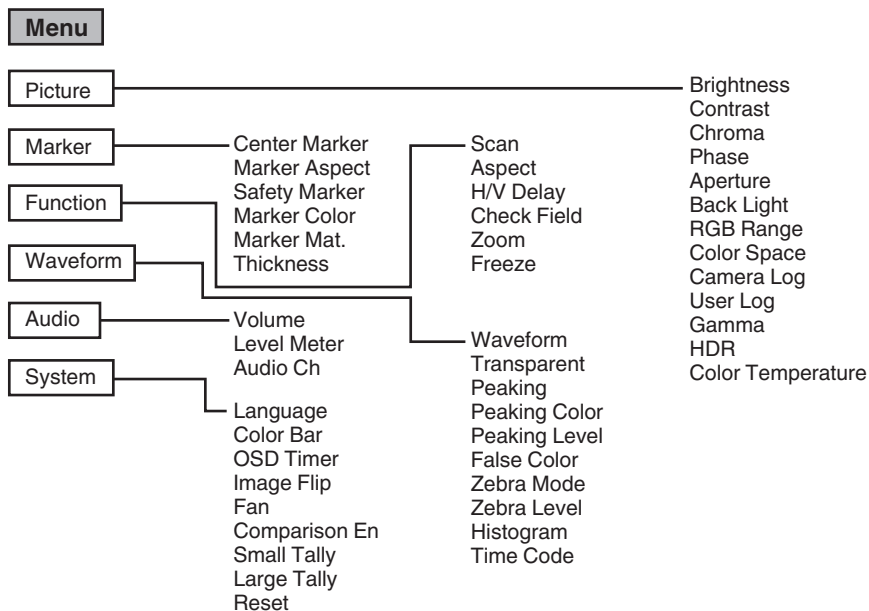 Menu
Picture
Brightness
Contrast
Chroma
Phase
Aperture
Back Light
RGB Range
Color Space
Camera Log
User Log
Gamma
HDR
Color Temperature
Marker
Center Marker
Marker Aspect
Safety Marker
Marker Color
Marker Mat.
Thickness
Function
Scan
Aspect
H/V Delay
Check Field
Zoom
Freeze
Waveform
Waveform
Transparent
Peaking
Peaking Color
Peaking Level
False Color
Zebra Mode
Zebra Level
Histogram
Time Code
Audio
Volume
Level Meter
Audio Ch
System
Language
Color Bar
OSD Timer
Image Flip
Fan
Comparison En
Small Tally
Large Tally
Reset